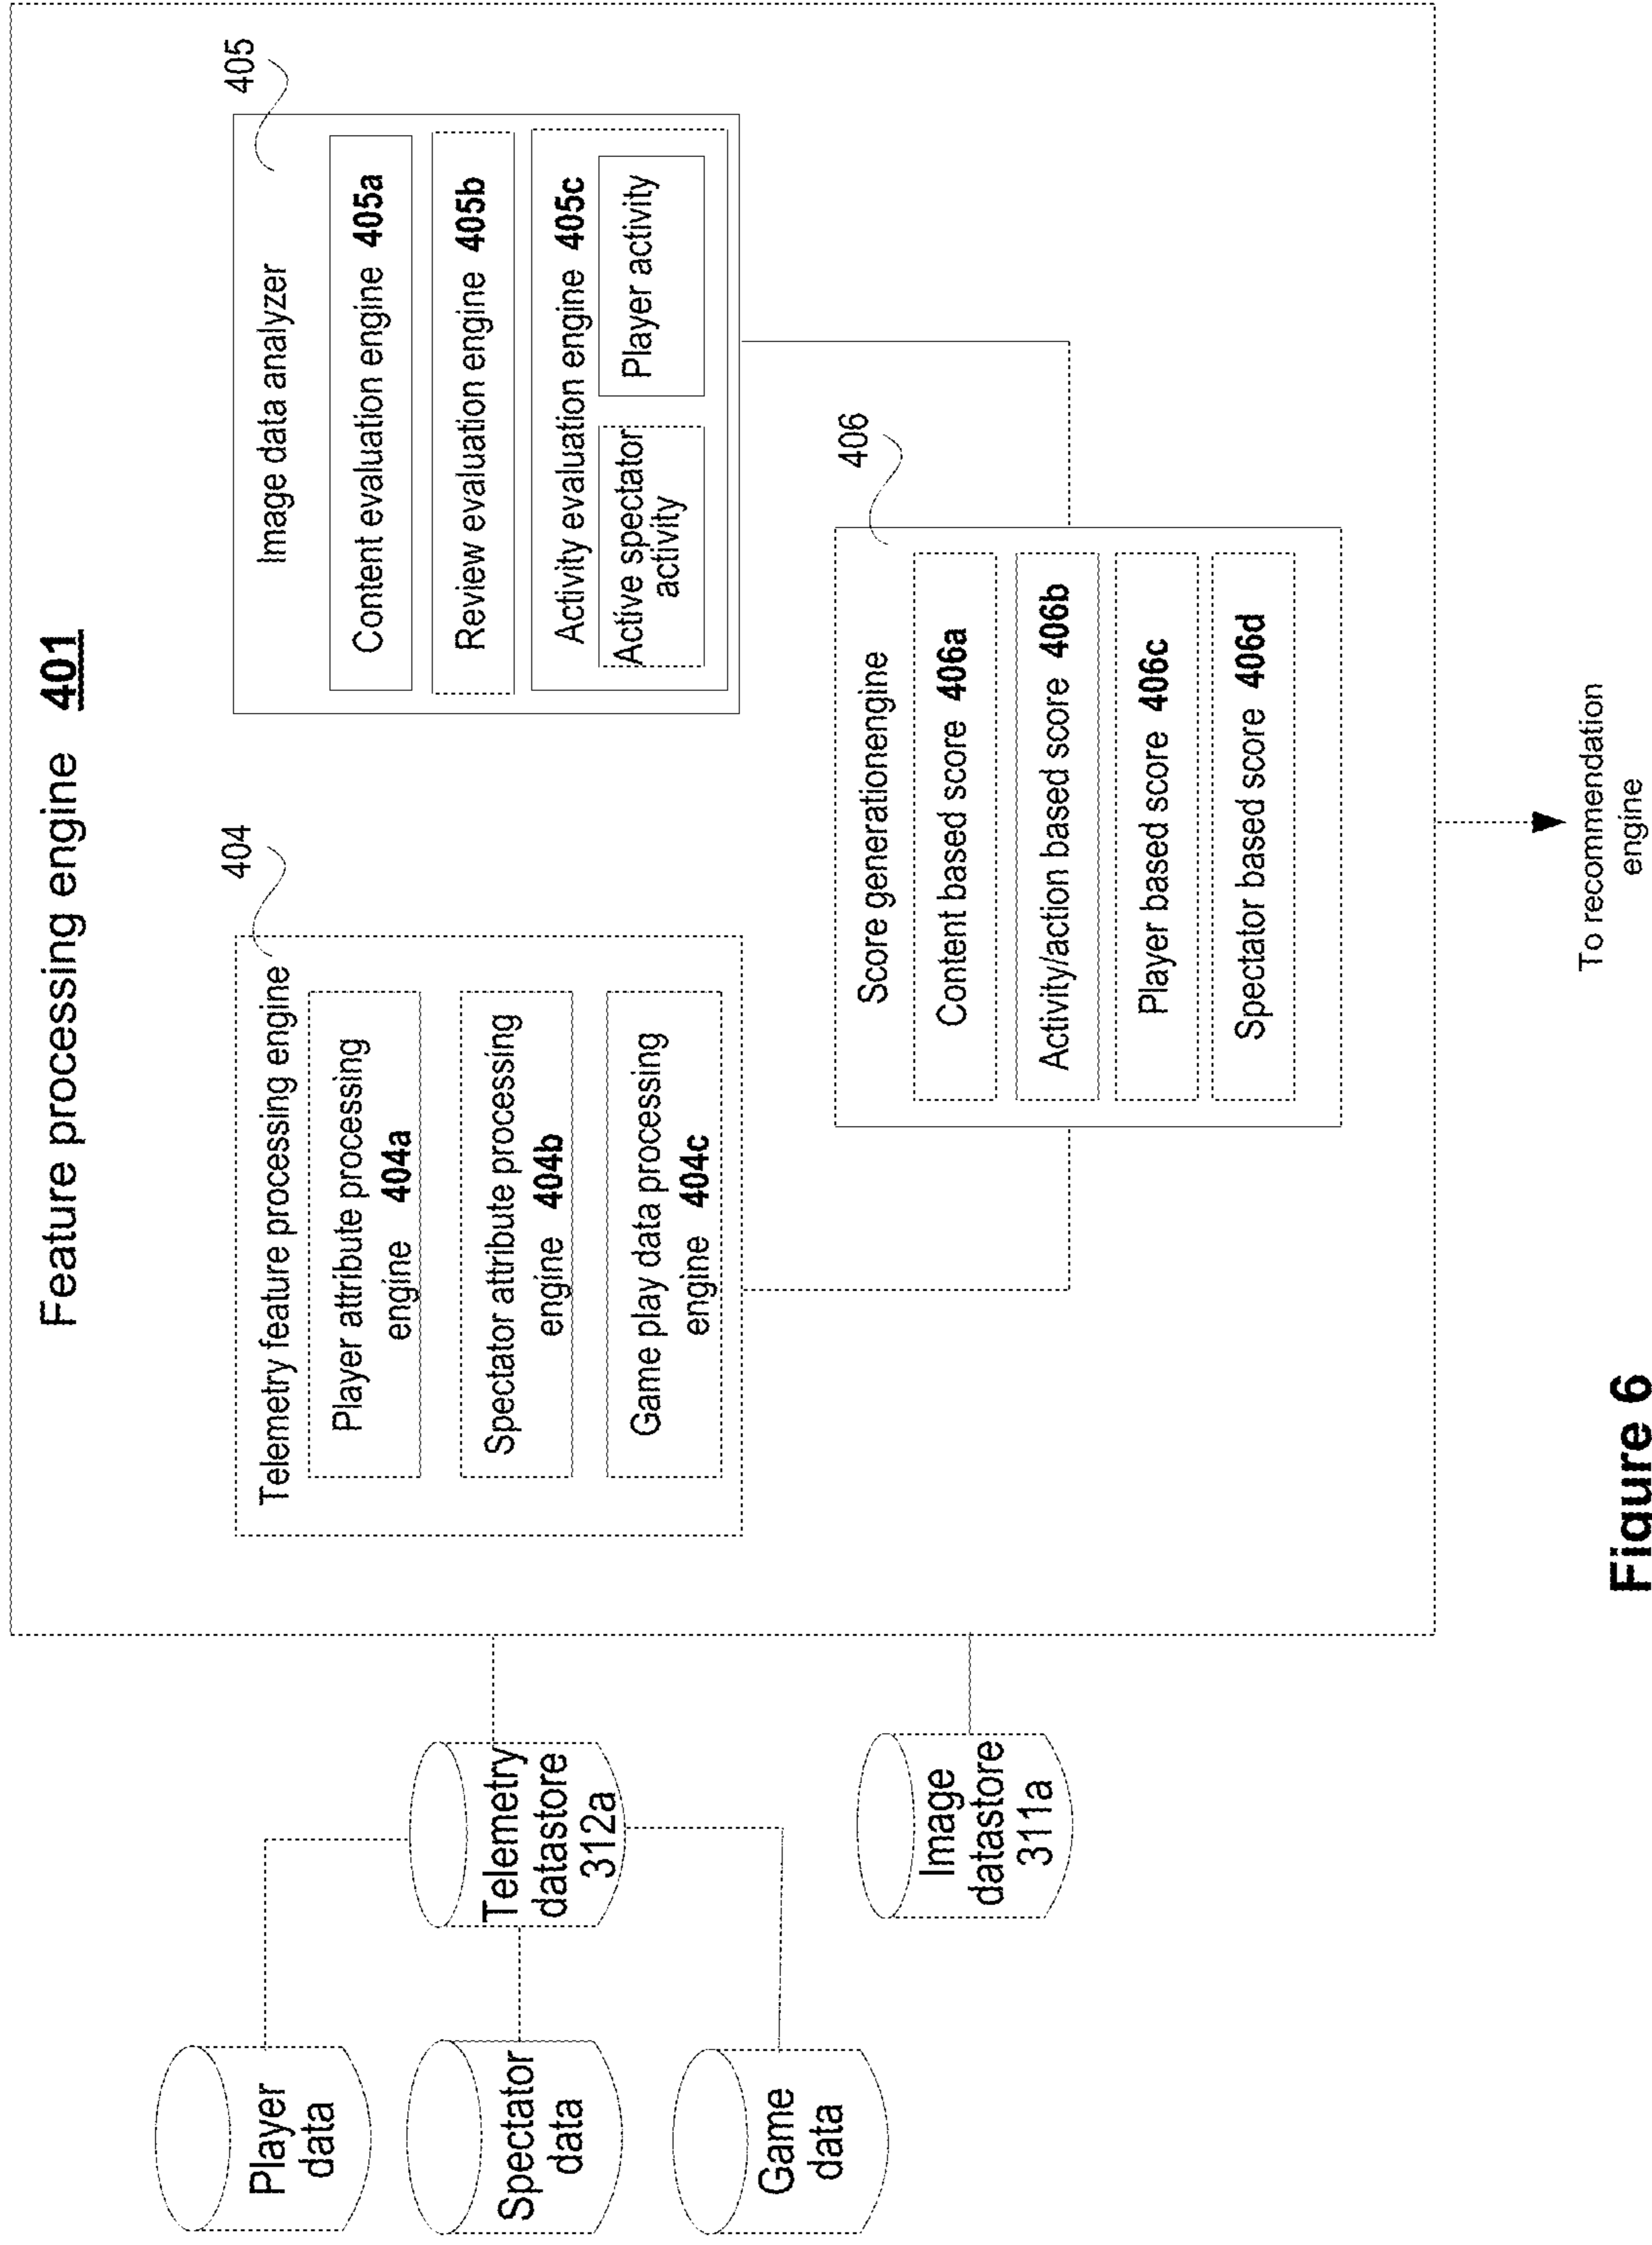 Feature processing engine 401
Player
data
Spectator
data
Game
data
Telemetry
datastore
312a
Image
datastore
311a
404
Telemetry feature processing engine
Player attribute processing
engine 404a
Spectator attribute processing
engine 404b
Game play data processing
engine 404c
405
Image data analyzer
Content evaluation engine 405a
Review evaluation engine 405b
Activity evaluation engine 405c
Active spectator
activity
Player activity
406
Score generationengine
Content based score 406a
Activity/action based score 406b
Player based score 406c
Spectator based score 406d
To recommendation
engine
Figure 6